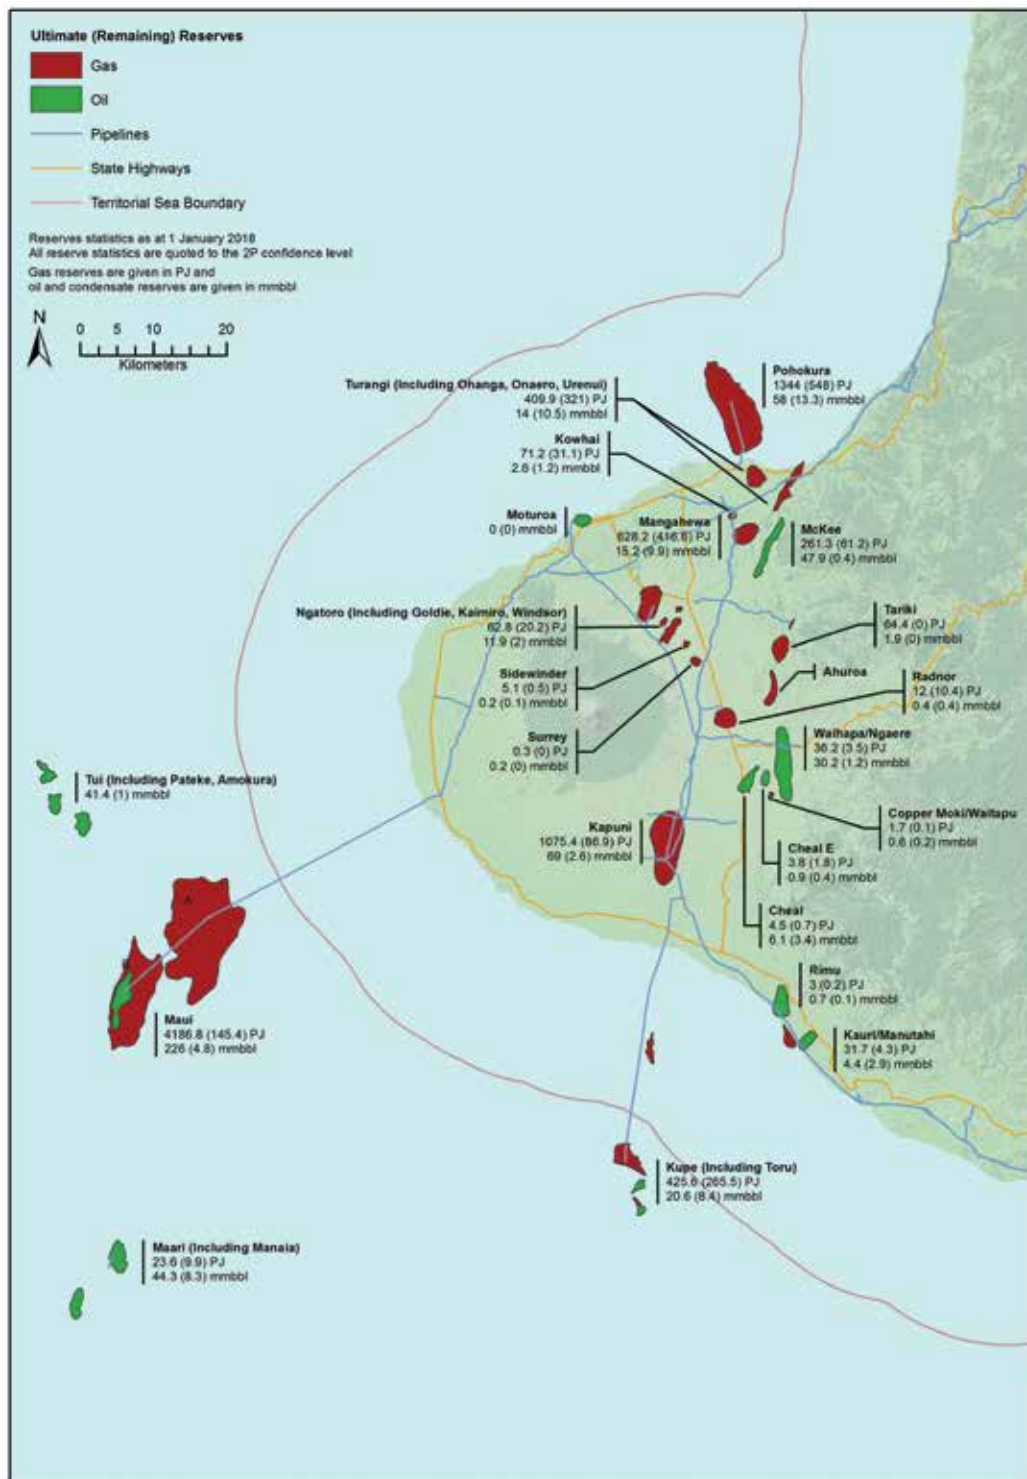 Ultimate (Remaining) Reserves
Gas
Oil
Pipelines
State Highways
Territorial Sea Boundary
Reserves statistics as at 1 January 2018
All reserve statistics are quoted to the 2P confidence level
Gas reserves are given in PJ and
oil and condensate reserves are given in mmbbl
N
0 5 10 20
Kilometers
Pohokura
1344 (548) PJ
58 (13.3) mmbbl
Turangi (Including Ohanga, Onaero, Urenui)
409.9 (321) PJ
14 (10.5) mmbbl
Kowhai
71.2 (31.1) PJ
2.6 (1.2) mmbbl
Moturoa
0 (0) mmbbl
Mangahewa
628.2 (416.6) PJ
15.2 (9.9) mmbbl
McKee
261.3 (61.2) PJ
47.9 (0.4) mmbbl
Ngatoro (Including Goldie, Kaimiro, Windsor)
62.8 (20.2) PJ
11.9 (2) mmbbl
Tariki
64.4 (0) PJ
1.9 (0) mmbbl
Ahuroa
Sidewinder
5.1 (0.5) PJ
0.2 (0.1) mmbbl
Radnor
12 (10.4) PJ
0.4 (0.4) mmbbl
Surrey
0.3 (0) PJ
0.2 (0) mmbbl
Waihapa/Ngaere
36.2 (3.5) PJ
30.2 (1.2) mmbbl
Tui (Including Pateke, Amokura)
41.4 (1) mmbbl
Copper Moki/Waitapu
1.7 (0.1) PJ
0.6 (0.2) mmbbl
Kapuni
1075.4 (86.9) PJ
69 (2.6) mmbbl
Cheal E
3.8 (1.8) PJ
0.9 (0.4) mmbbl
Cheal
4.5 (0.7) PJ
6.1 (3.4) mmbbl
A
Rimu
3 (0.2) PJ
0.7 (0.1) mmbbl
Maui
4186.8 (145.4) PJ
226 (4.8) mmbbl
Kauri/Manutahi
31.7 (4.3) PJ
4.4 (2.9) mmbbl
Kupe (Including Toru)
425.6 (265.5) PJ
20.6 (8.4) mmbbl
Maari (Including Manaia)
23.6 (9.9) PJ
44.3 (8.3) mmbbl